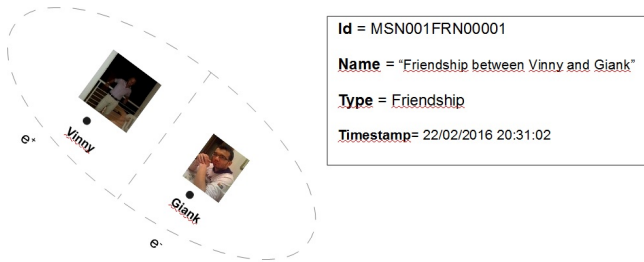 Vinny
e+
Giank
e-
Id = MSN001FRN00001
Name = “Friendship between Vinny and Giank”
Type = Friendship
Timestamp= 22/02/2016 20:31:02